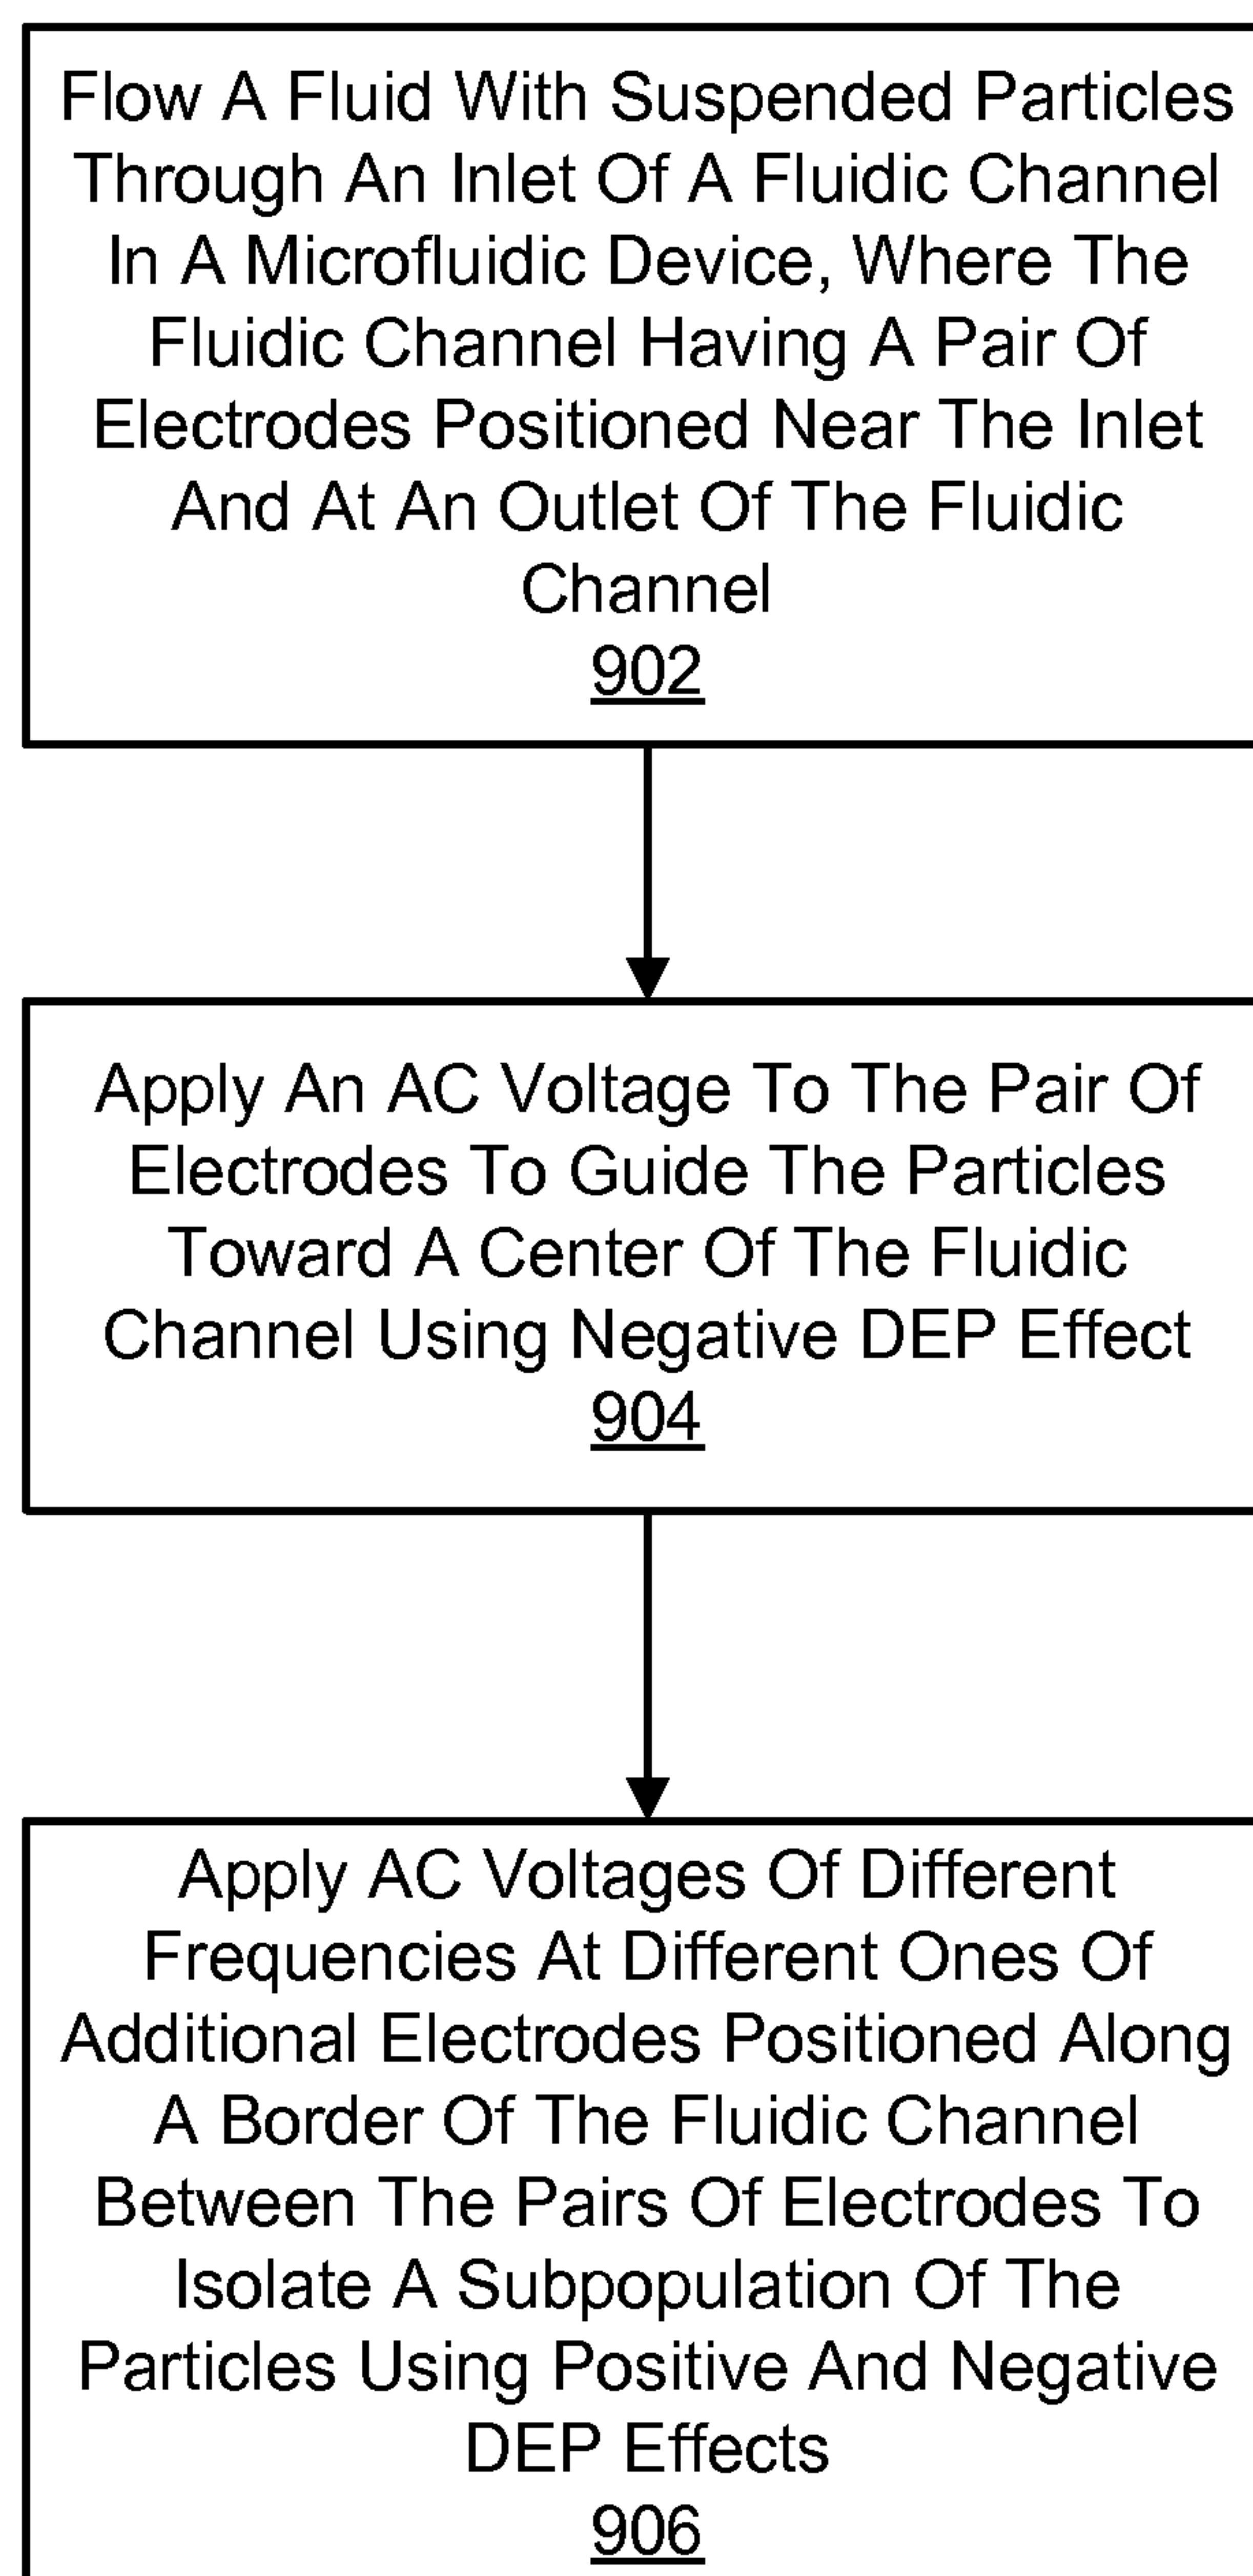 Flow A Fluid With Suspended Particles
Through An Inlet Of A Fluidic Channel
In A Microfluidic Device, Where The
Fluidic Channel Having A Pair Of
Electrodes Positioned Near The Inlet
And At An Outlet Of The Fluidic
Channel
902
Apply An AC Voltage To The Pair Of
Electrodes To Guide The Particles
Toward A Center Of The Fluidic
Channel Using Negative DEP Effect
904
Apply AC Voltages Of Different
Frequencies At Different Ones Of
Additional Electrodes Positioned Along
A Border Of The Fluidic Channel
Between The Pairs Of Electrodes To
Isolate A Subpopulation Of The
Particles Using Positive And Negative
DEP Effects
906